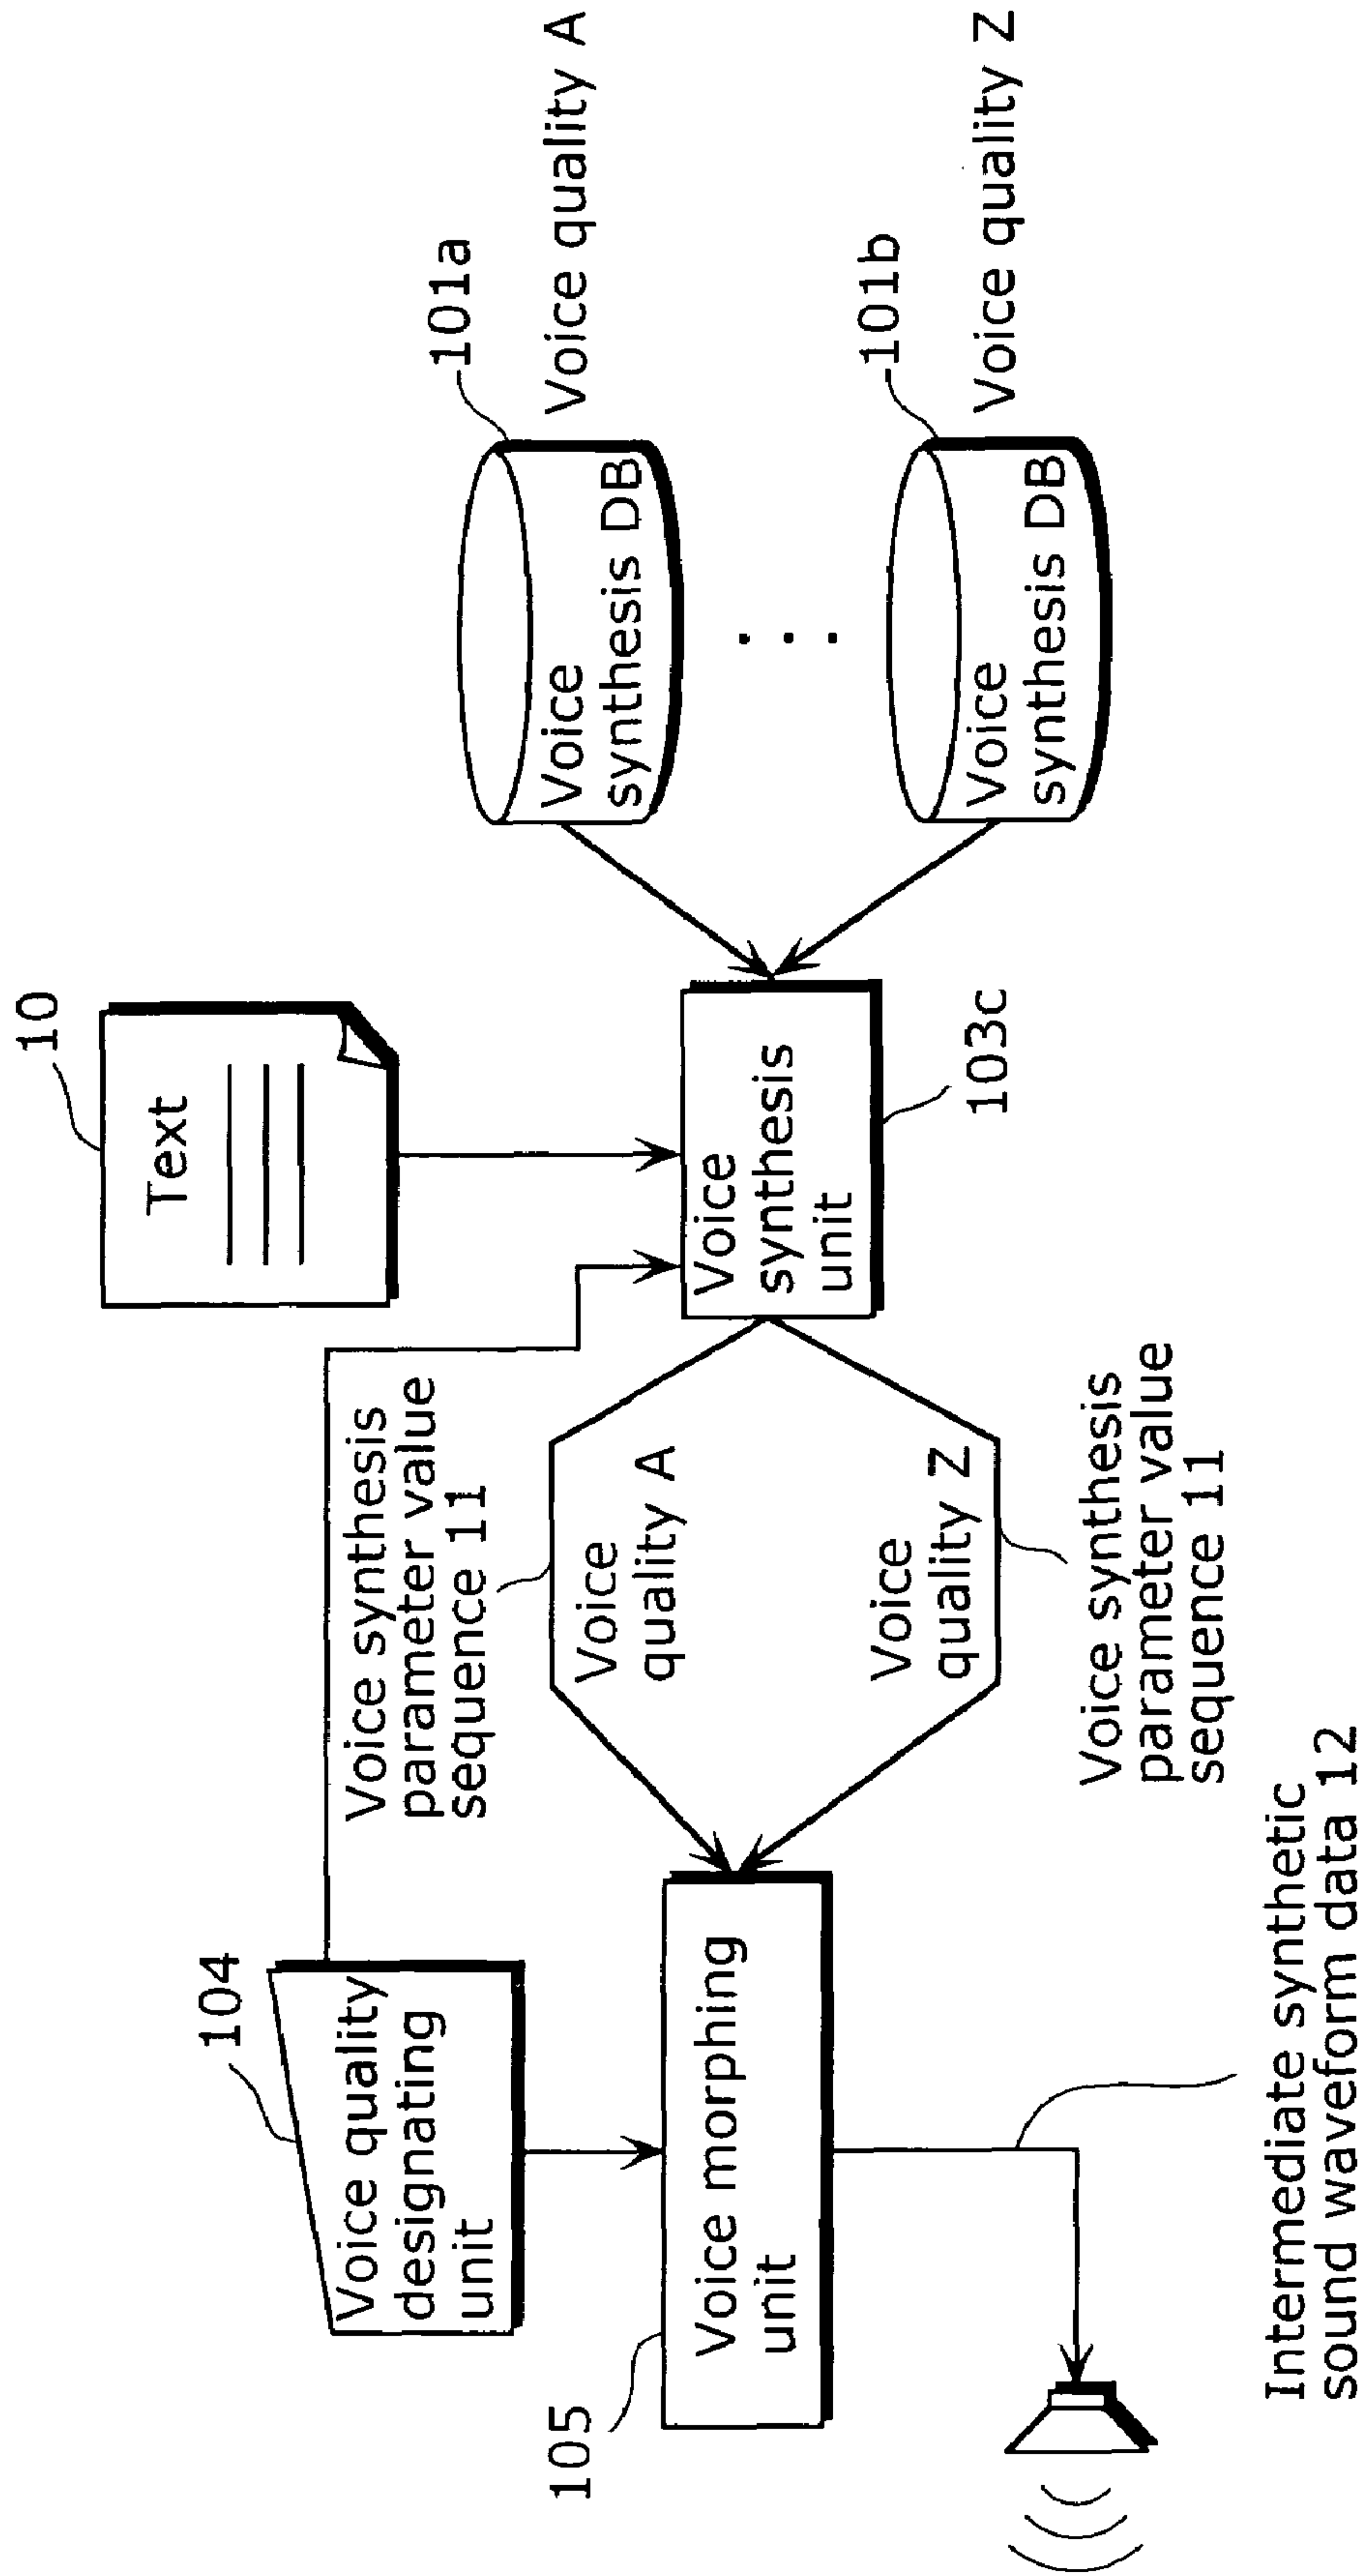 10
Text
104
Voice quality
designating
unit
Voice synthesis
parameter value
sequence 11
101a
Voice quality A
Voice
synthesis DB
Voice
synthesis
unit
103c
Voice
quality A
Voice
quality Z
105
Voice morphing
unit
101b
Voice quality Z
Voice
synthesis DB
Voice synthesis
parameter value
sequence 11
Intermediate synthetic
sound waveform data 12